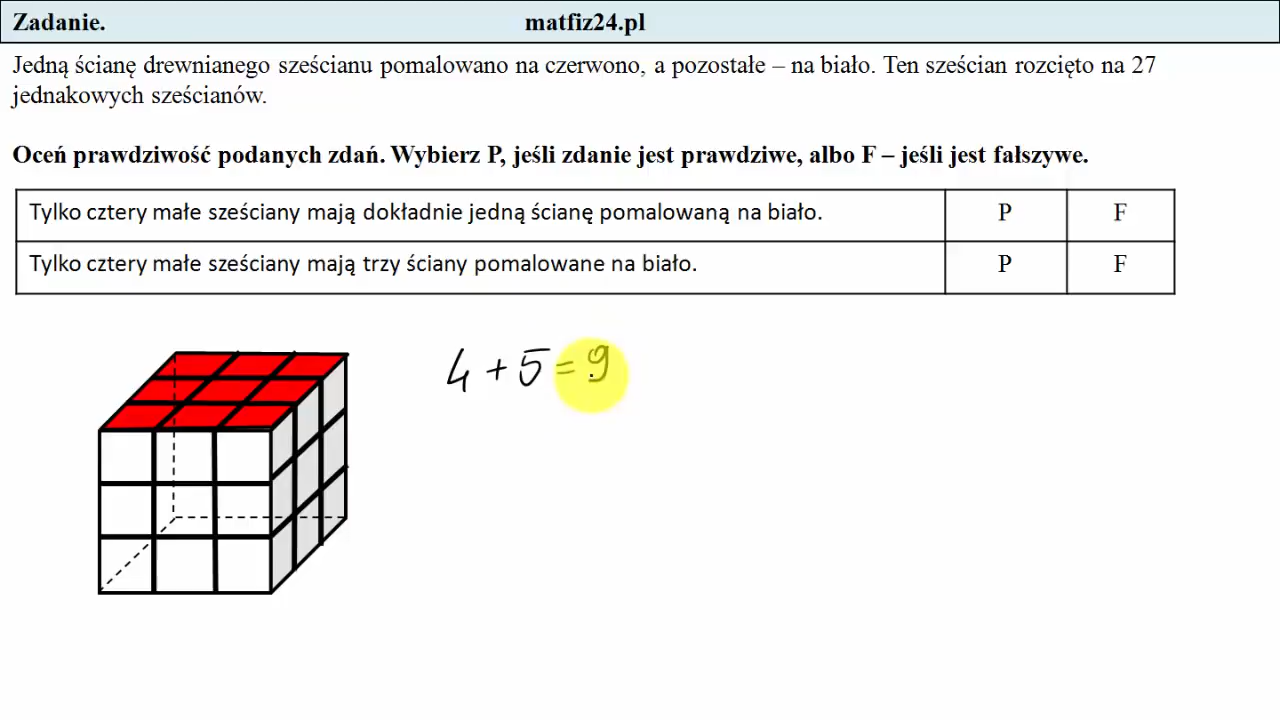 Zadanie. matfiz24.pl
Jedną ścianę drewnianego sześcianu pomalowano na czerwono, a pozostałe – na biało. Ten sześcian rozcięto na 27
jednakowych sześcianów.
Oceń prawdziwość podanych zdań. Wybierz P, jeśli zdanie jest prawdziwe, albo F – jeśli jest fałszywe.
Tylko cztery małe sześciany mają dokładnie jedną ścianę pomalowaną na biało. P F
Tylko cztery małe sześciany mają trzy ściany pomalowane na biało. P F
4 + 5 = 9